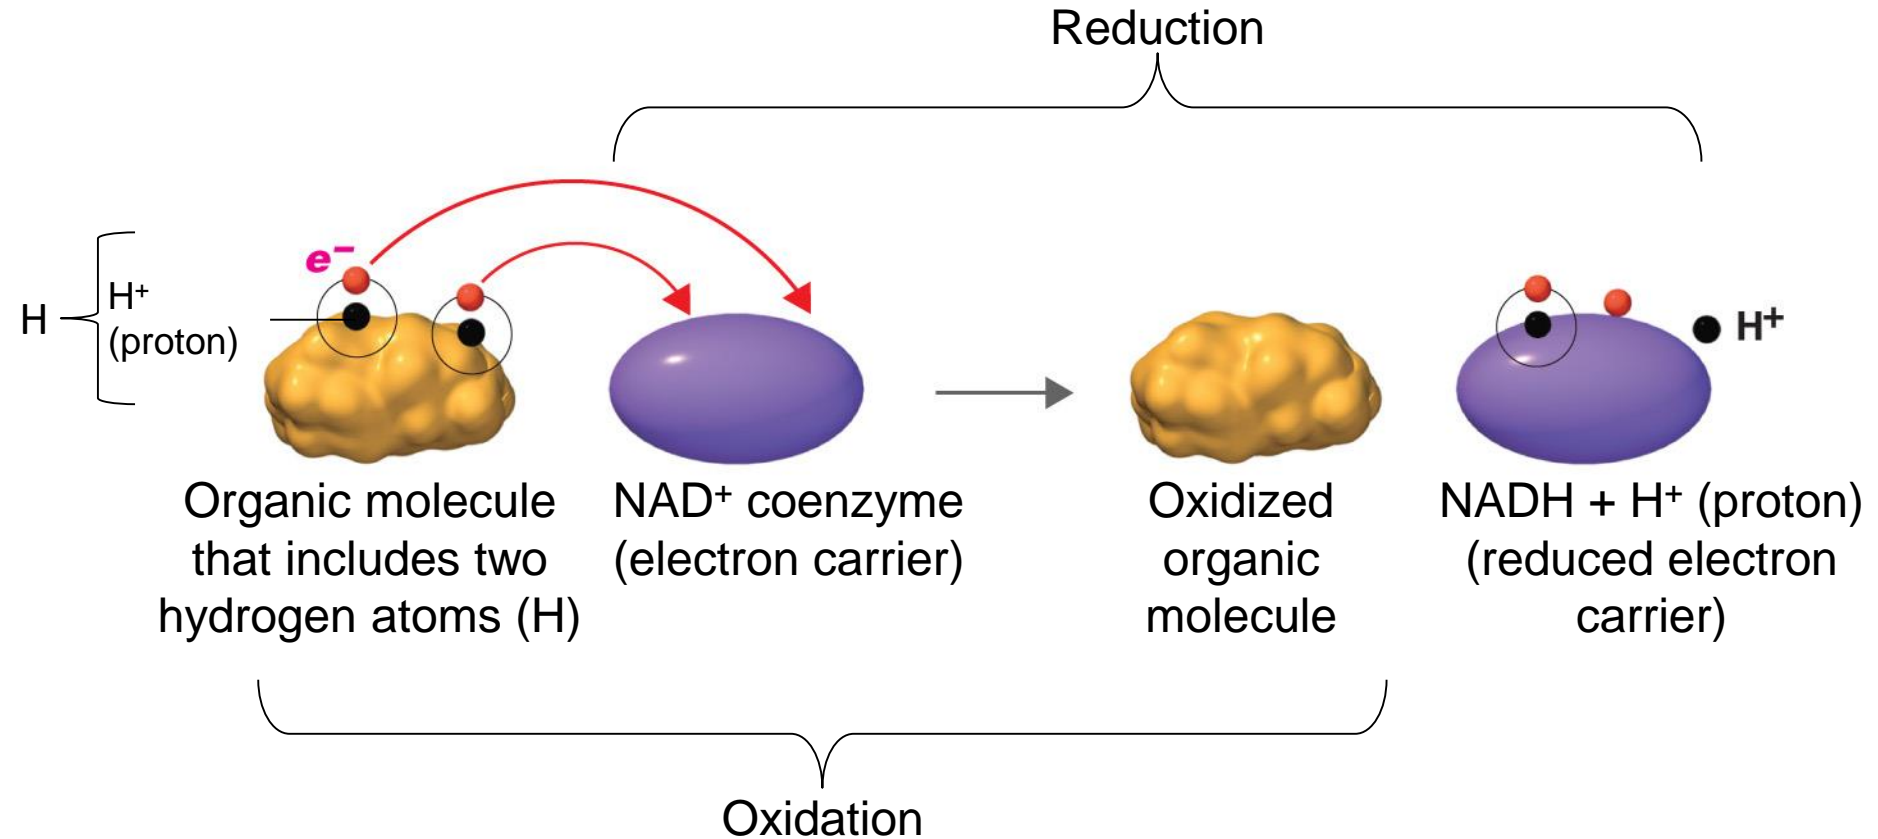 Reduction
e⁻
H
H⁺
(proton)
H⁺
Organic molecule
that includes two
hydrogen atoms (H)
NAD⁺ coenzyme
(electron carrier)
Oxidized
organic
molecule
NADH + H⁺ (proton)
(reduced electron
carrier)
Oxidation